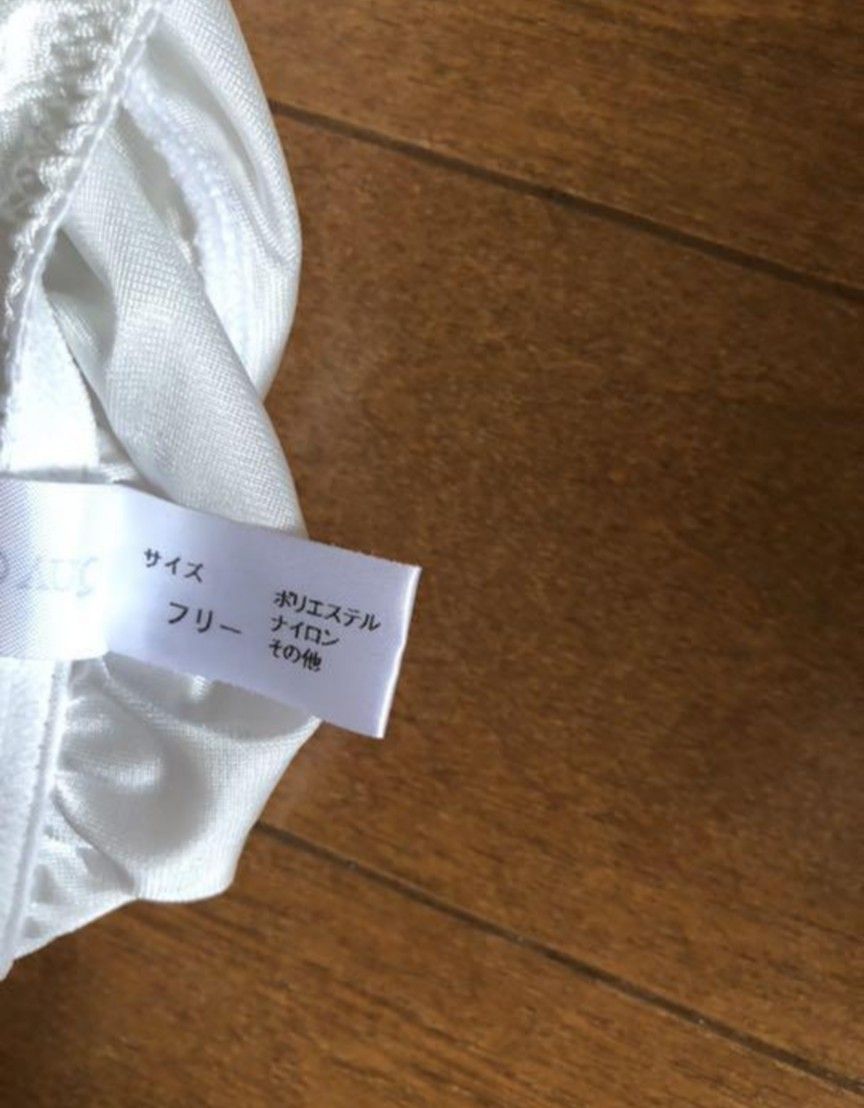 サイズ
フリー
ポリエステル
ナイロン
その他